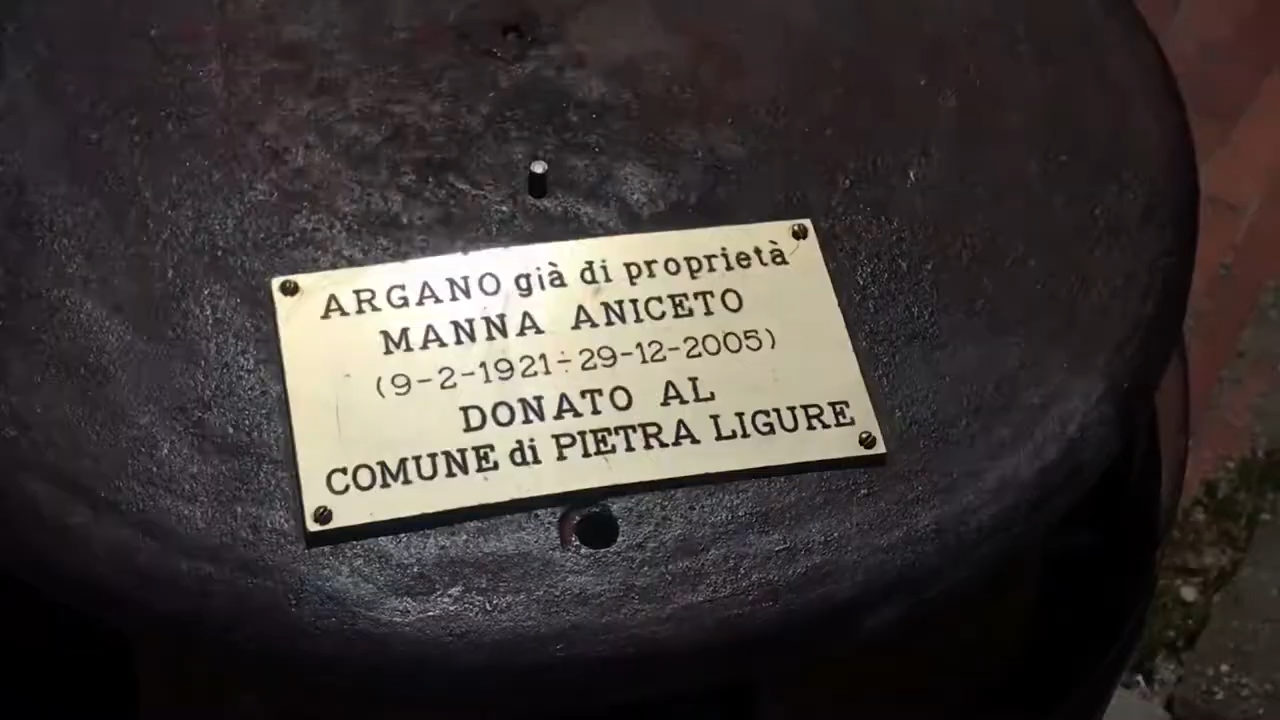 ARGANO già di proprietà
MANNA ANICETO
(9-2-1921÷29-12-2005)
DONATO AL
COMUNE di PIETRA LIGURE